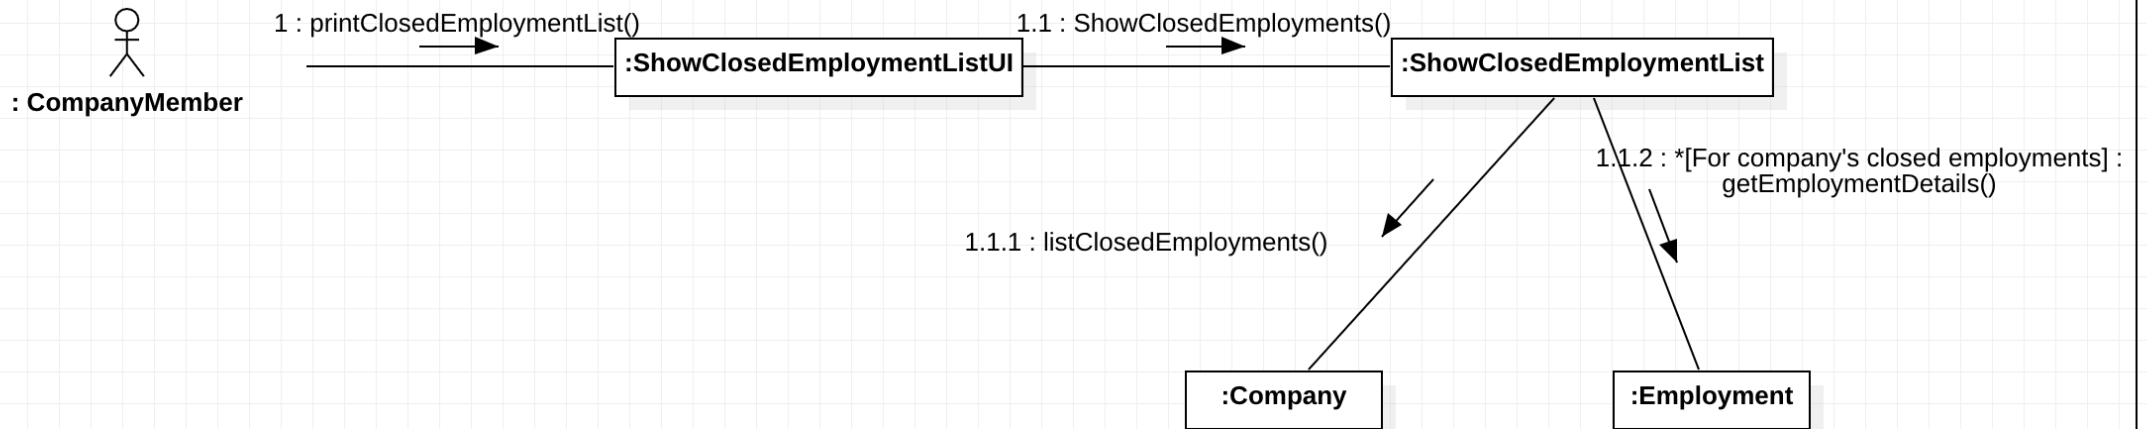 1 : printClosedEmploymentList()
1.1 : ShowClosedEmployments()
:ShowClosedEmploymentListUI
:ShowClosedEmploymentList
: CompanyMember
1.1.2 : *[For company's closed employments] :
getEmploymentDetails()
1.1.1 : listClosedEmployments()
:Company
:Employment